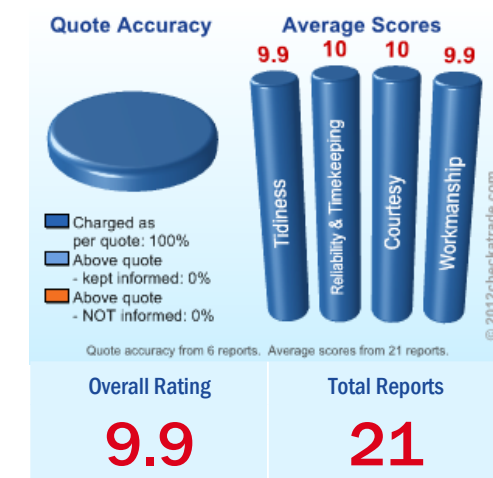 Quote Accuracy
Average Scores
9.9
10
10
9.9
Tidiness
Reliability & Timekeeping
Courtesy
Workmanship
Charged as
per quote: 100%
Above quote
- kept informed: 0%
Above quote
- NOT informed: 0%
© 2012checkatrade.com
Quote accuracy from 6 reports. Average scores from 21 reports.
Overall Rating
Total Reports
9.9
21